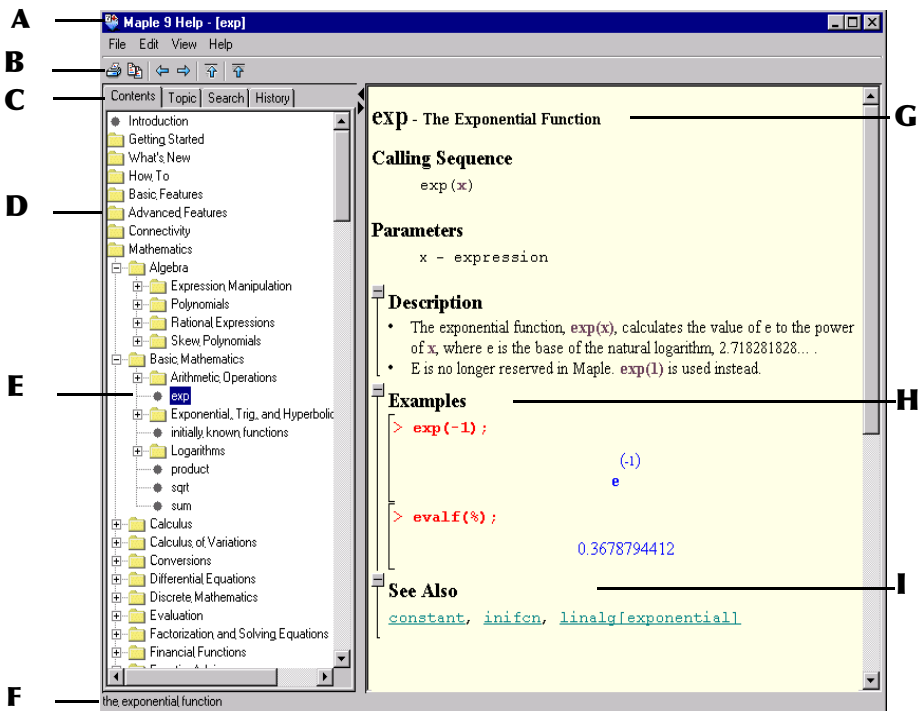 A
Maple 9 Help - [exp]
File Edit View Help
B
C
Contents Topic Search History
Introduction
Getting Started
What's New
How To
Basic Features
D
Advanced Features
Connectivity
Mathematics
Algebra
Expression Manipulation
Polynomials
Rational Expressions
Skew Polynomials
Basic Mathematics
Arithmetic Operations
E
exp
Exponential, Trig, and Hyperbolic
initially known functions
Logarithms
product
sqrt
sum
Calculus
Calculus of Variations
Conversions
Differential Equations
Discrete Mathematics
Evaluation
Factorization and Solving Equations
Financial Functions
F
the exponential function
exp - The Exponential Function
G
Calling Sequence
exp(x)
Parameters
x - expression
Description
• The exponential function, exp(x), calculates the value of e to the power
of x, where e is the base of the natural logarithm, 2.718281828... .
• E is no longer reserved in Maple. exp(1) is used instead.
Examples
H
> exp(-1);
(-1)
e
> evalf(%);
0.3678794412
See Also
I
constant, inifcn, linalg[exponential]